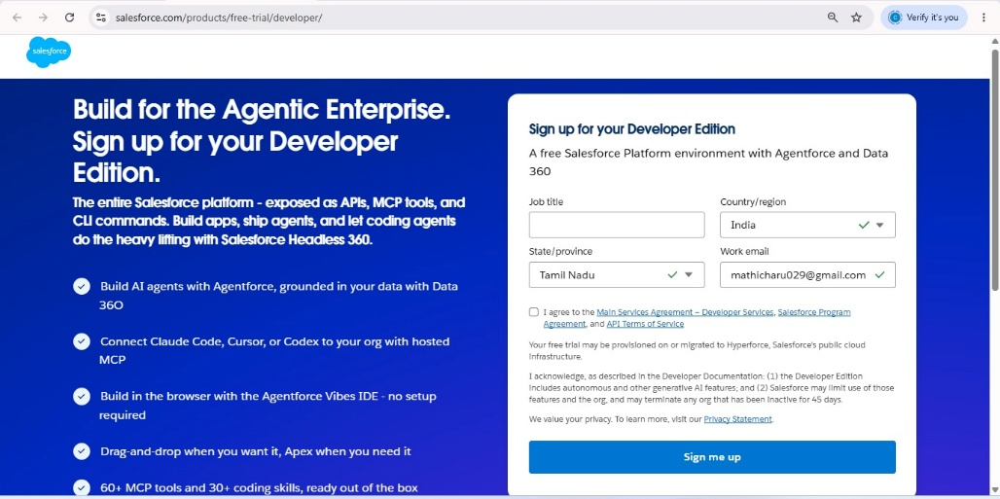 salesforce.com/products/free-trial/developer/
Verify it's you
salesforce
Build for the Agentic Enterprise.
Sign up for your Developer
Edition.
The entire Salesforce platform - exposed as APIs, MCP tools, and
CLI commands. Build apps, ship agents, and let coding agents
do the heavy lifting with Salesforce Headless 360.
Build AI agents with Agentforce, grounded in your data with Data
36O
Connect Claude Code, Cursor, or Codex to your org with hosted
MCP
Build in the browser with the Agentforce Vibes IDE - no setup
required
Drag-and-drop when you want it, Apex when you need it
60+ MCP tools and 30+ coding skills, ready out of the box
Sign up for your Developer Edition
A free Salesforce Platform environment with Agentforce and Data
360
Job title
Country/region
India
State/province
Work email
Tamil Nadu
mathicharu029@gmail.com
I agree to the Main Services Agreement – Developer Services, Salesforce Program
Agreement, and API Terms of Service
Your free trial may be provisioned on or migrated to Hyperforce, Salesforce's public cloud
infrastructure.
I acknowledge, as described in the Developer Documentation: (1) the Developer Edition
includes autonomous and other generative AI features; and (2) Salesforce may limit use of those
features and the org, and may terminate any org that has been inactive for 45 days.
We value your privacy. To learn more, visit our Privacy Statement.
Sign me up